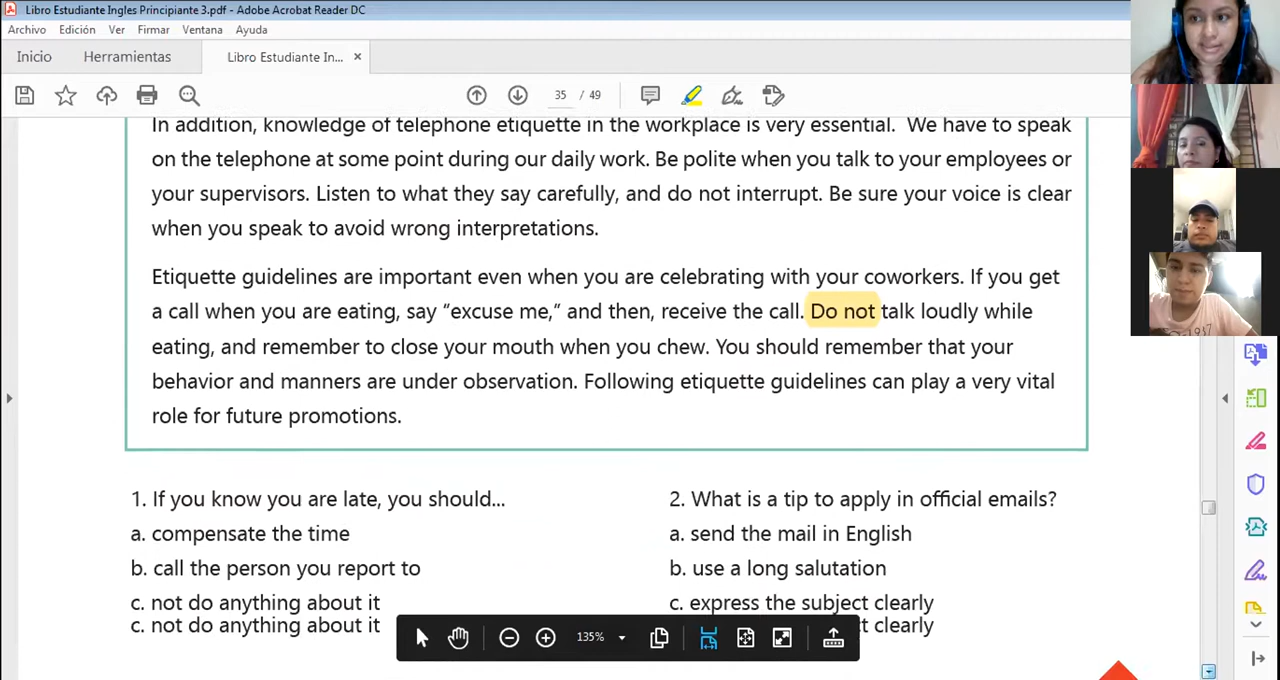 Libro Estudiante Ingles Principiante 3.pdf - Adobe Acrobat Reader DC
Archivo Edición Ver Firmar Ventana Ayuda
Inicio Herramientas Libro Estudiante In... ×
35 / 49
In addition, knowledge of telephone etiquette in the workplace is very essential. We have to speak
on the telephone at some point during our daily work. Be polite when you talk to your employees or
your supervisors. Listen to what they say carefully, and do not interrupt. Be sure your voice is clear
when you speak to avoid wrong interpretations.
Etiquette guidelines are important even when you are celebrating with your coworkers. If you get
a call when you are eating, say “excuse me,” and then, receive the call. Do not talk loudly while
eating, and remember to close your mouth when you chew. You should remember that your
behavior and manners are under observation. Following etiquette guidelines can play a very vital
role for future promotions.
1. If you know you are late, you should...
a. compensate the time
b. call the person you report to
c. not do anything about it
c. not do anything about it
2. What is a tip to apply in official emails?
a. send the mail in English
b. use a long salutation
c. express the subject clearly
ct clearly
135%